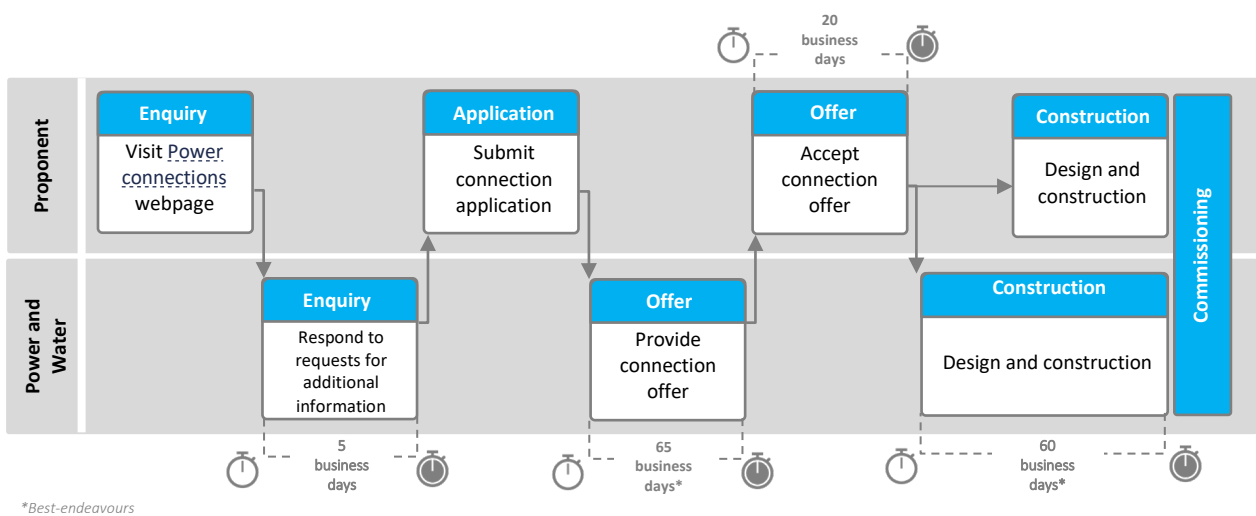 20
business
days
Proponent
Enquiry
Visit Power
connections
webpage
Application
Submit
connection
application
Offer
Accept
connection
offer
Construction
Design and
construction
Commissioning
Power and
Water
Enquiry
Respond to
requests for
additional
information
Offer
Provide
connection
offer
Construction
Design and construction
5
business
days
65
business
days*
60
business
days*
*Best-endeavours